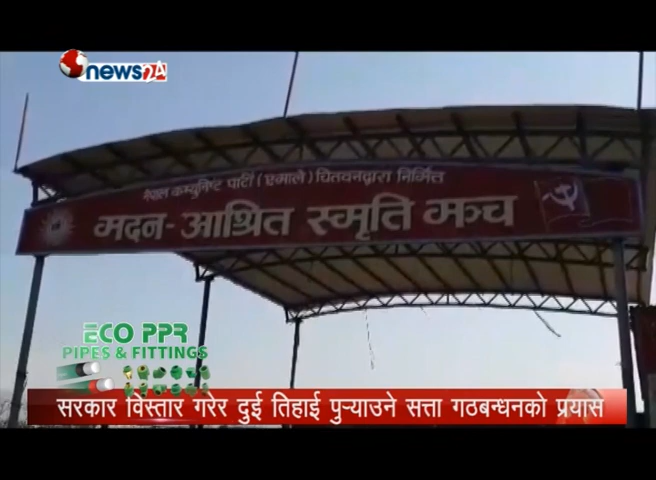 news24
नेपाल कम्युनिष्ट पार्टी (एमाले) चितवनद्वारा निर्मित
मदन-आश्रित स्मृति मञ्च
ECO PPR
PIPES & FITTINGS
सरकार विस्तार गरेर दुई तिहाई पुऱ्याउने सत्ता गठबन्धनको प्रयास